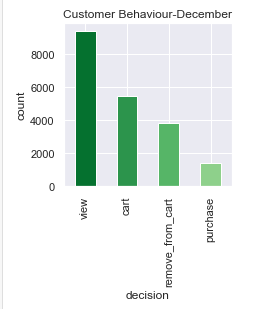 Customer Behaviour-December
count
8000
6000
4000
2000
0
view
cart
remove_from_cart
purchase
decision